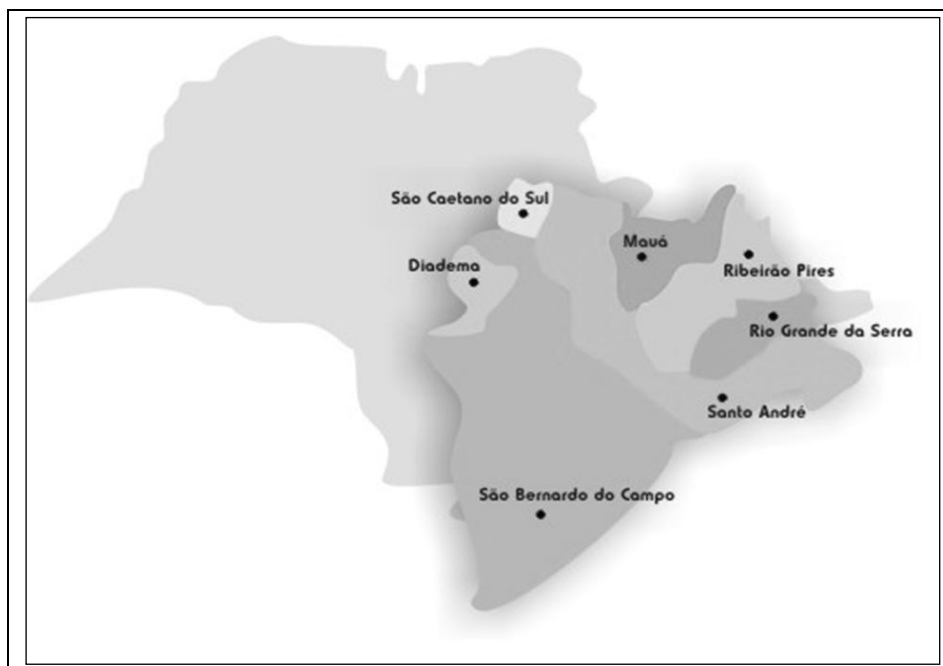 São Caetano do Sul
Mauá
Diadema
Ribeirão Pires
Rio Grande da Serra
Santo André
São Bernardo do Campo